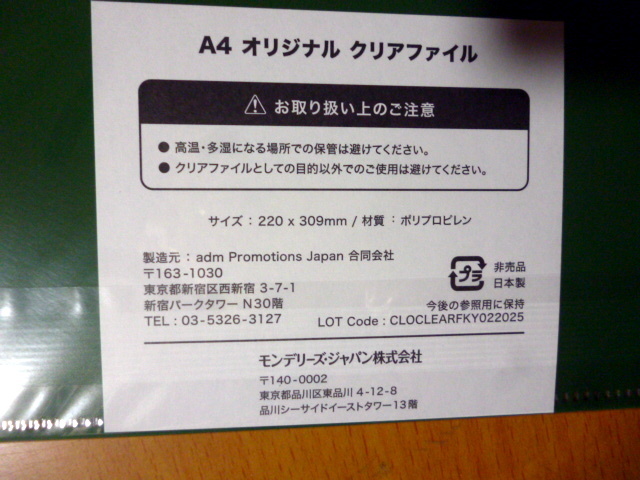 A4 オリジナル クリアファイル
お取り扱い上のご注意
● 高温・多湿になる場所での保管は避けてください。
● クリアファイルとしての目的以外でのご使用は避けてください。
サイズ : 220 x 309mm / 材質 : ポリプロピレン
製造元 : adm Promotions Japan 合同会社
〒163-1030
東京都新宿区西新宿 3-7-1
新宿パークタワー N30階
TEL : 03-5326-3127
プラ
非売品
日本製
今後の参照用に保持
LOT Code : CLOCLEARFKY022025
モンデリーズ・ジャパン株式会社
〒140-0002
東京都品川区東品川 4-12-8
品川シーサイドイーストタワー13階